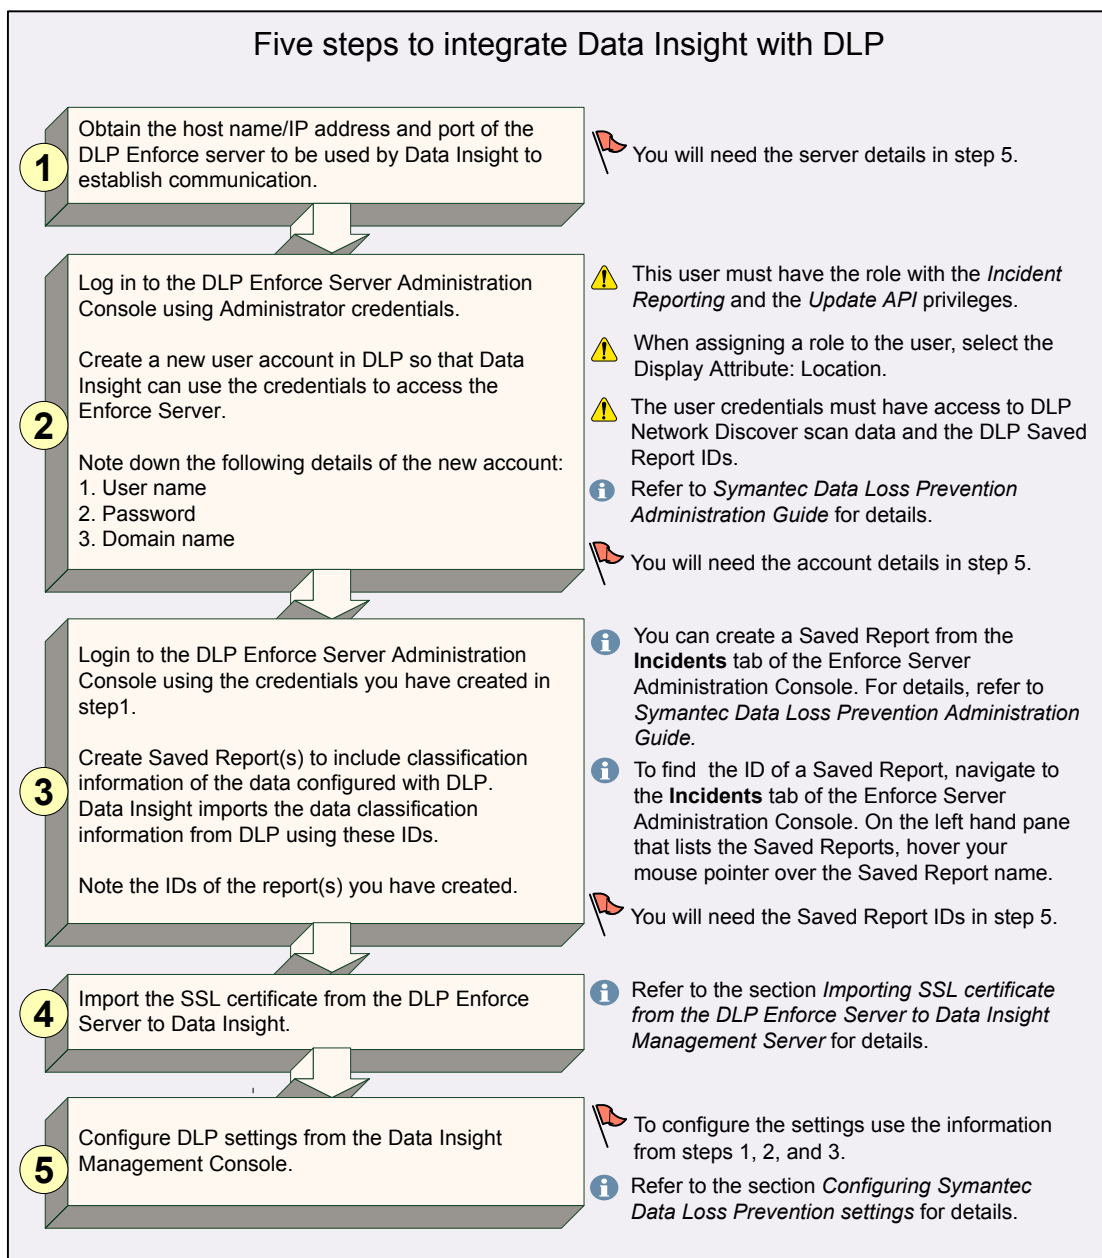 Five steps to integrate Data Insight with DLP
1
Obtain the host name/IP address and port of the
DLP Enforce server to be used by Data Insight to
establish communication.
You will need the server details in step 5.
2
Log in to the DLP Enforce Server Administration
Console using Administrator credentials.
Create a new user account in DLP so that Data
Insight can use the credentials to access the
Enforce Server.
Note down the following details of the new account:
1. User name
2. Password
3. Domain name
This user must have the role with the Incident
Reporting and the Update API privileges.
When assigning a role to the user, select the
Display Attribute: Location.
The user credentials must have access to DLP
Network Discover scan data and the DLP Saved
Report IDs.
Refer to Symantec Data Loss Prevention
Administration Guide for details.
You will need the account details in step 5.
3
Login to the DLP Enforce Server Administration
Console using the credentials you have created in
step1.
Create Saved Report(s) to include classification
information of the data configured with DLP.
Data Insight imports the data classification
information from DLP using these IDs.
Note the IDs of the report(s) you have created.
You can create a Saved Report from the
Incidents tab of the Enforce Server
Administration Console. For details, refer to
Symantec Data Loss Prevention Administration
Guide.
To find the ID of a Saved Report, navigate to
the Incidents tab of the Enforce Server
Administration Console. On the left hand pane
that lists the Saved Reports, hover your
mouse pointer over the Saved Report name.
You will need the Saved Report IDs in step 5.
4
Import the SSL certificate from the DLP Enforce
Server to Data Insight.
Refer to the section Importing SSL certificate
from the DLP Enforce Server to Data Insight
Management Server for details.
5
Configure DLP settings from the Data Insight
Management Console.
To configure the settings use the information
from steps 1, 2, and 3.
Refer to the section Configuring Symantec
Data Loss Prevention settings for details.